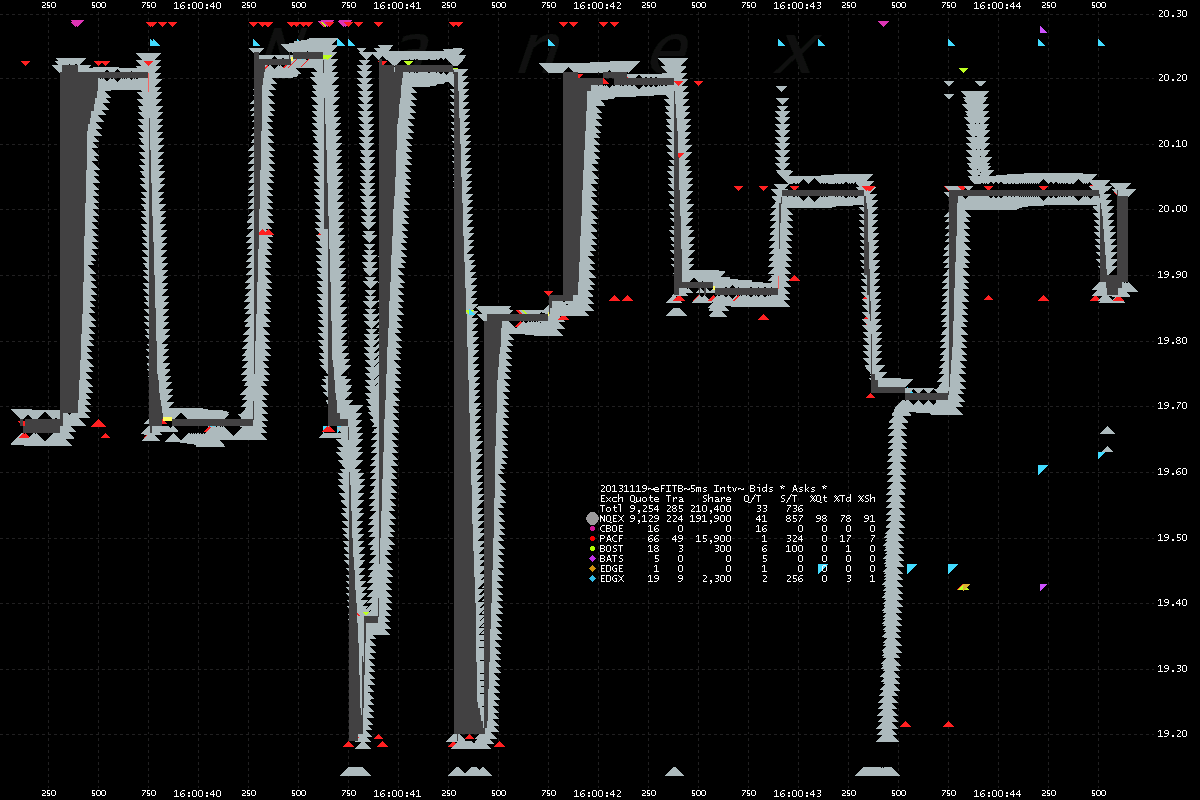 250 500 750 16:00:40 250 500 750 16:00:41 250 500 750 16:00:42 250 500 750 16:00:43 250 500 750 16:00:44 250 500
20.30
Nanex
20.20
20.10
20.00
19.90
19.80
19.70
19.60
19.50
19.40
19.30
19.20
20131119~eFITB~5ms Intv~ Bids * Asks *
Exch Quote Tra Share Q/T S/T %Qt %Td %Sh
Totl 9,254 285 210,400 33 736
NQEX 9,129 224 191,900 41 857 98 78 91
CBOE 16 0 0 16 0 0 0 0
PACF 66 49 15,900 1 324 0 17 7
BOST 18 3 300 6 100 0 1 0
BATS 5 0 0 5 0 0 0 0
EDGE 1 0 0 1 0 0 0 0
EDGX 19 9 2,300 2 256 0 3 1
250 500 750 16:00:40 250 500 750 16:00:41 250 500 750 16:00:42 250 500 750 16:00:43 250 500 750 16:00:44 250 500